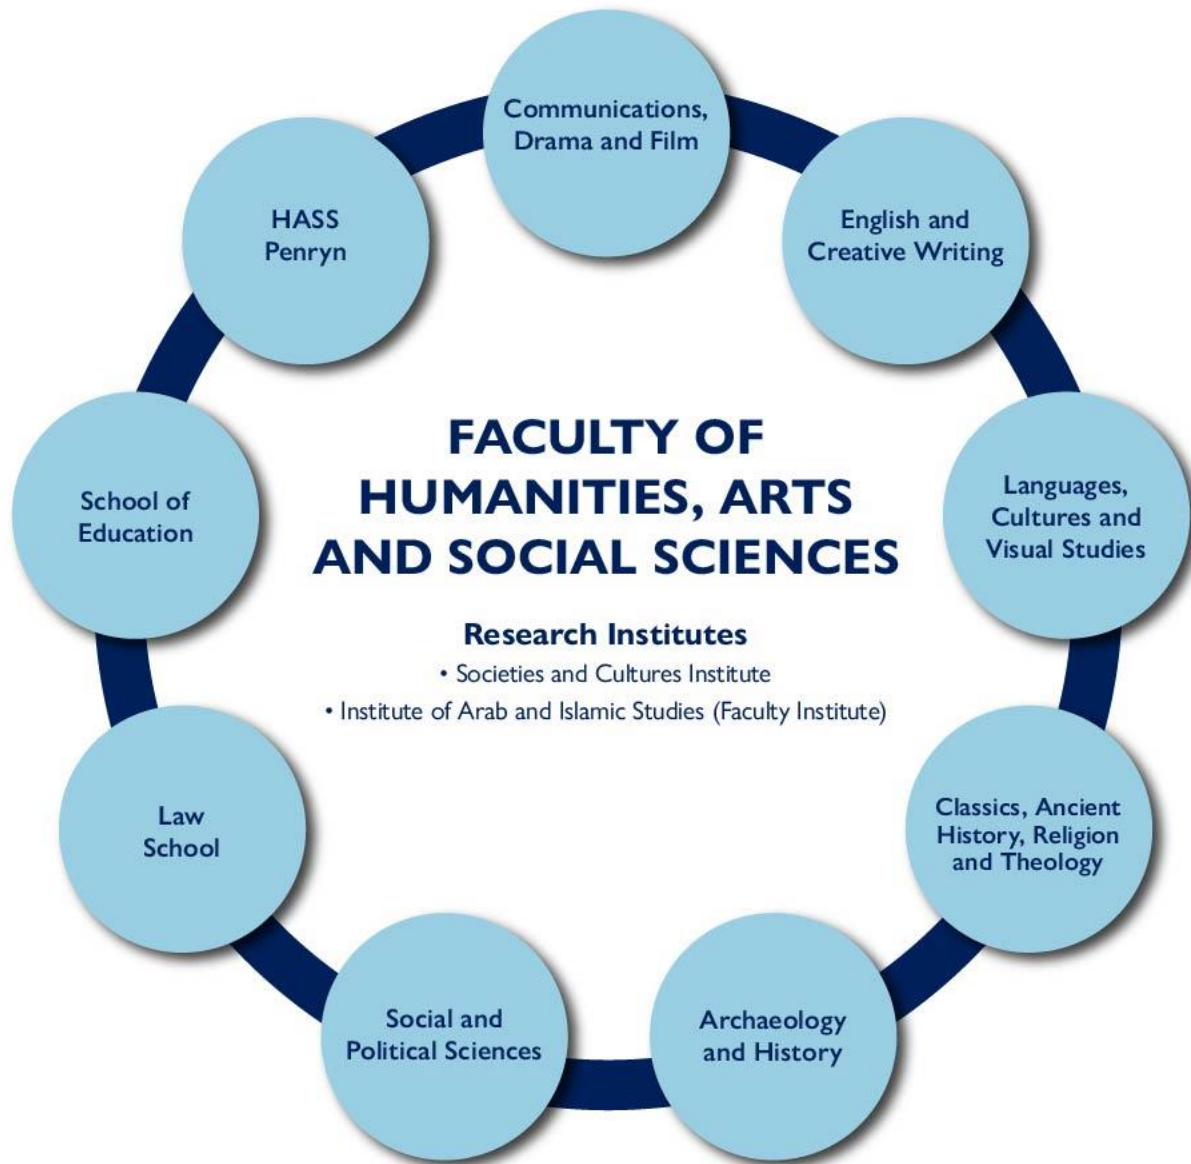 Communications,
Drama and Film
HASS
Penryn
English and
Creative Writing
FACULTY OF
HUMANITIES, ARTS
AND SOCIAL SCIENCES
Research Institutes
• Societies and Cultures Institute
• Institute of Arab and Islamic Studies (Faculty Institute)
School of
Education
Languages,
Cultures and
Visual Studies
Law
School
Classics, Ancient
History, Religion
and Theology
Social and
Political Sciences
Archaeology
and History